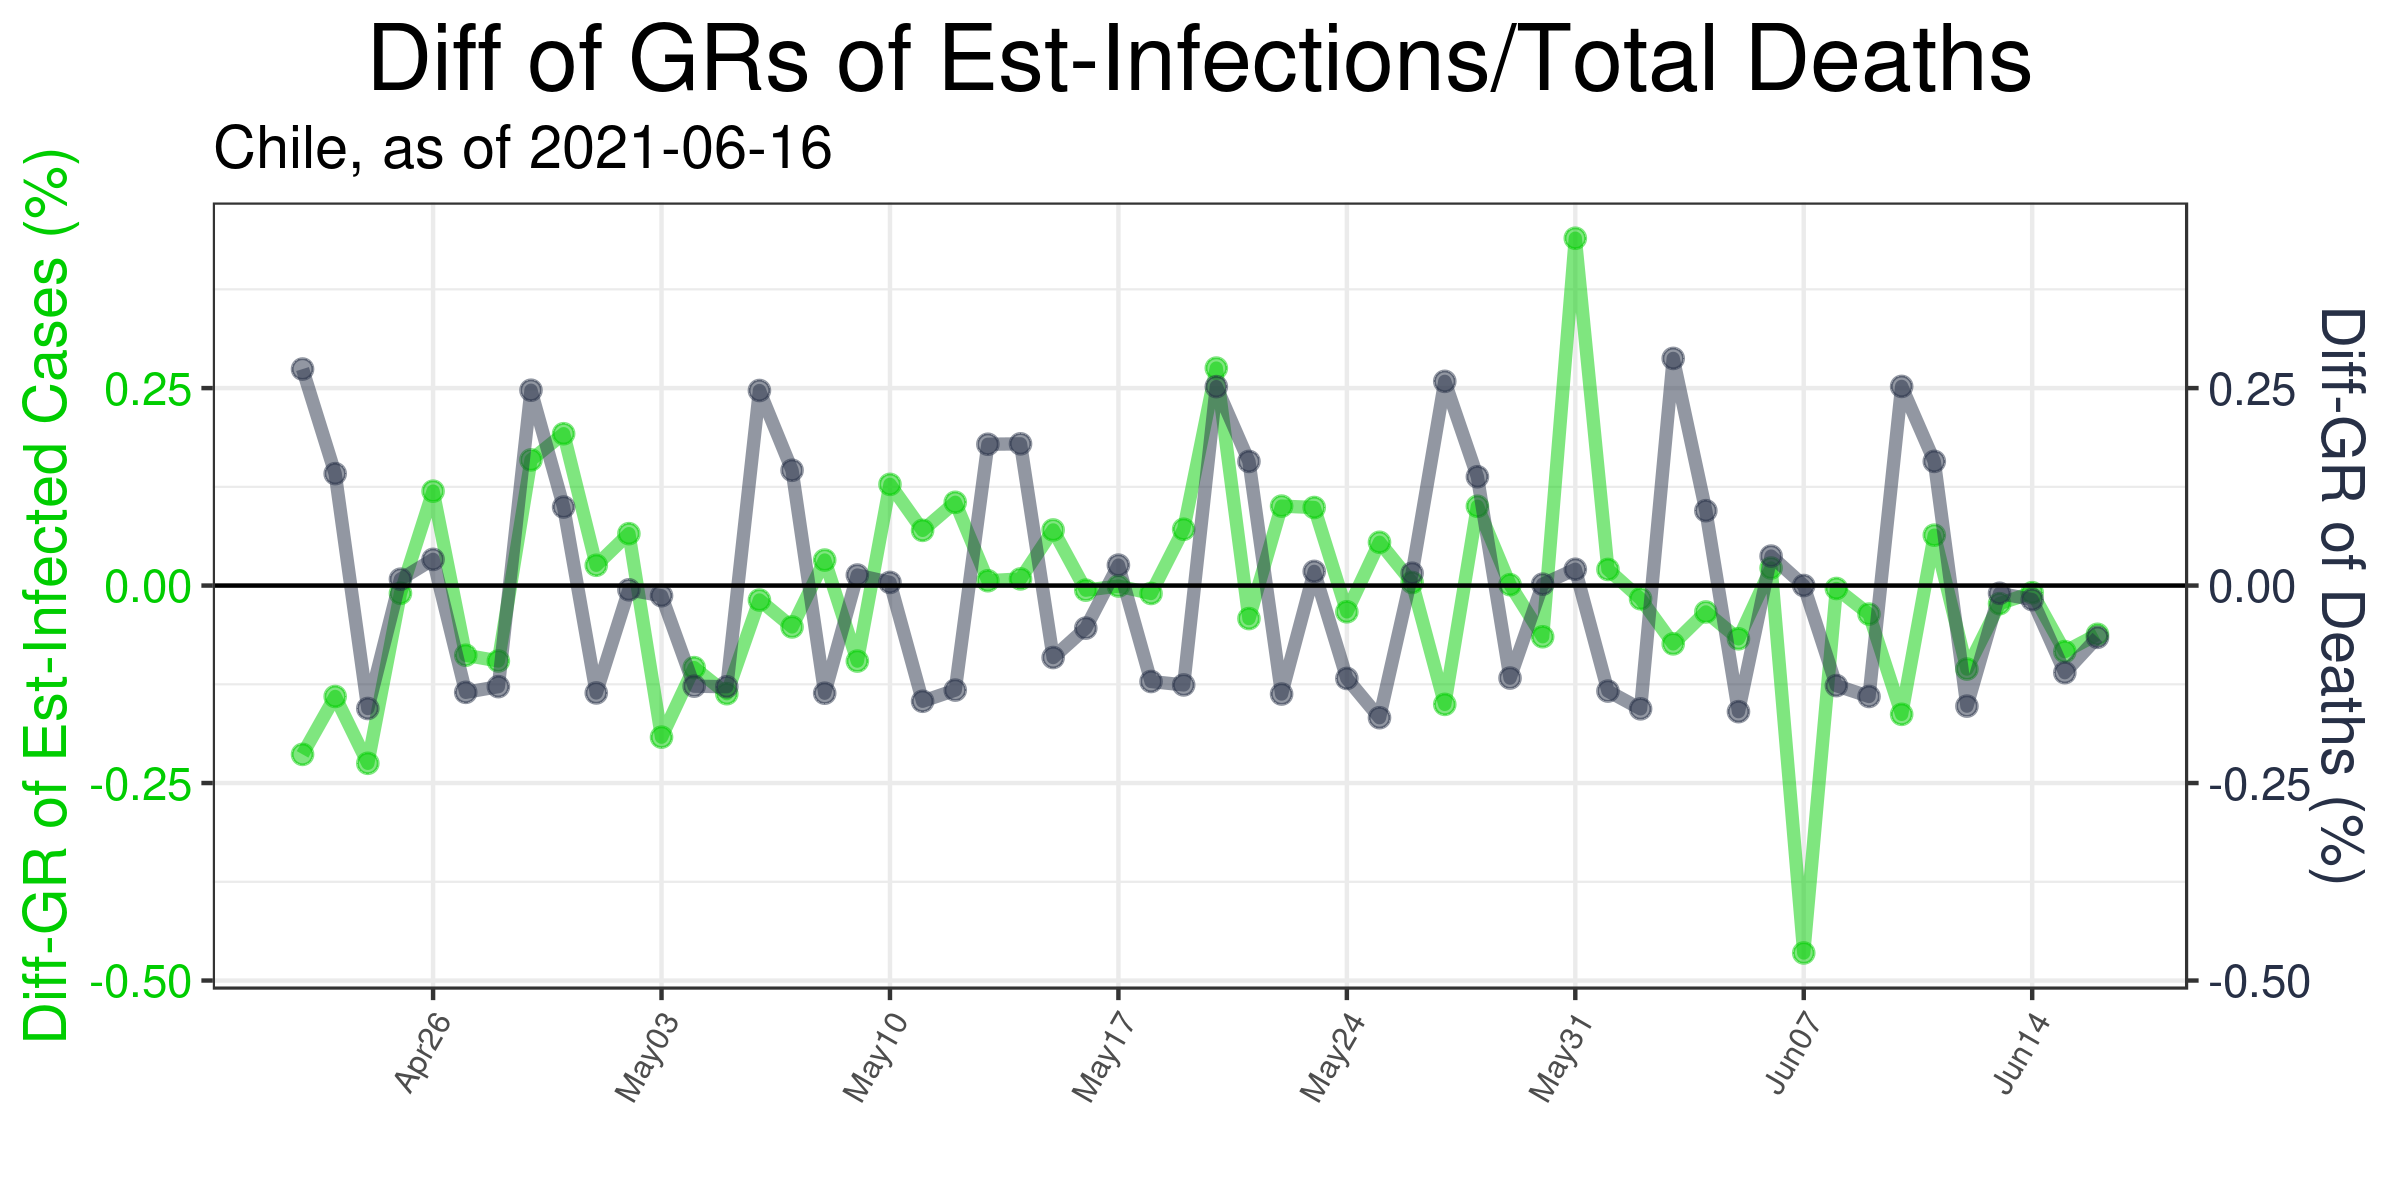 Diff of GRs of Est-Infections/Total Deaths
Chile, as of 2021-06-16
Diff-GR of Est-Infected Cases (%)
0.25
0.00
-0.25
-0.50
0.25
0.00
-0.25
-0.50
Diff-GR of Deaths (%)
Apr26
May03
May10
May17
May24
May31
Jun07
Jun14